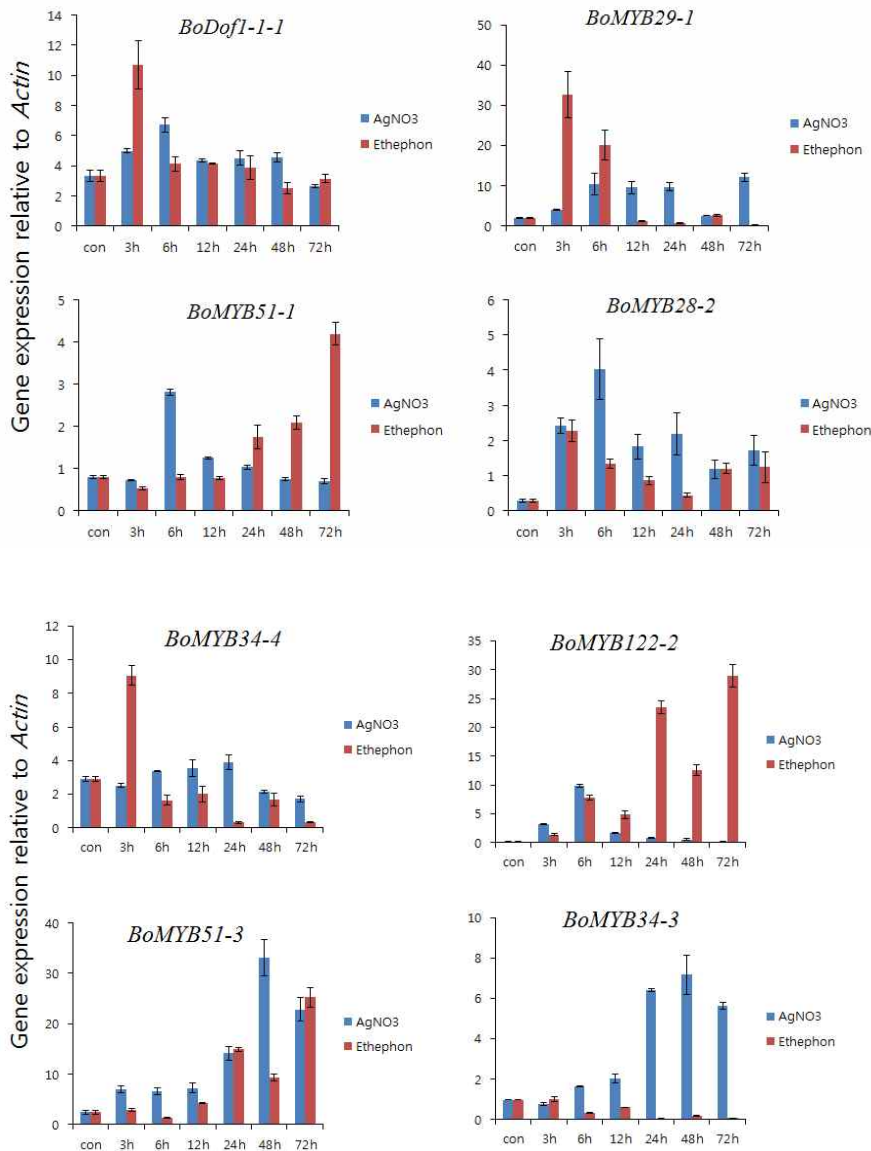 Gene expression relative to Actin
BoDof1-1-1
14
12
10
8
6
4
2
0
con 3h 6h 12h 24h 48h 72h
AgNO3
Ethephon
BoMYB29-1
50
40
30
20
10
0
con 3h 6h 12h 24h 48h 72h
AgNO3
Ethephon
BoMYB51-1
5
4
3
2
1
0
con 3h 6h 12h 24h 48h 72h
AgNO3
Ethephon
BoMYB28-2
6
5
4
3
2
1
0
con 3h 6h 12h 24h 48h 72h
AgNO3
Ethephon
Gene expression relative to Actin
BoMYB34-4
12
10
8
6
4
2
0
con 3h 6h 12h 24h 48h 72h
AgNO3
Ethephon
BoMYB122-2
35
30
25
20
15
10
5
0
con 3h 6h 12h 24h 48h 72h
AgNO3
Ethephon
BoMYB51-3
40
30
20
10
0
con 3h 6h 12h 24h 48h 72h
AgNO3
Ethephon
BoMYB34-3
10
8
6
4
2
0
con 3h 6h 12h 24h 48h 72h
AgNO3
Ethephon